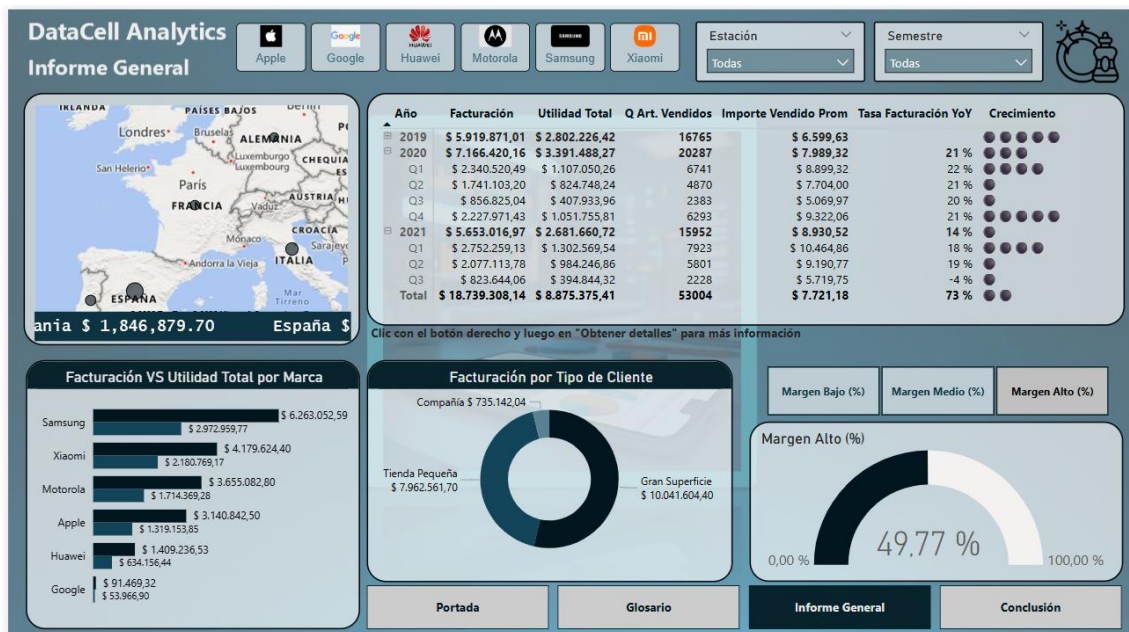 DataCell Analytics
Informe General
Apple
Google
Google
HUAWEI
Huawei
Motorola
SAMSUNG
Samsung
Xiaomi
Estación
Todas
Semestre
Todas
IRLANDA
PAÍSES BAJOS
Berlín
Londres
Bruselas
ALEMANIA
San Helerio
Luxemburgo
Luxembourg
CHEQUIA
París
FRANCIA
Vaduz
AUSTRIA
CROACIA
Mónaco
Sarajevo
Andorra la Vieja
ITALIA
ESPAÑA
Mar
Tirreno
ania $ 1,846,879.70 España $
Año Facturación Utilidad Total Q Art. Vendidos Importe Vendido Prom Tasa Facturación YoY Crecimiento
2019 $ 5.919.871,01 $ 2.802.226,42 16765 $ 6.599,63
2020 $ 7.166.420,16 $ 3.391.488,27 20287 $ 7.989,32 21 %
Q1 $ 2.340.520,49 $ 1.107.050,26 6741 $ 8.899,32 22 %
Q2 $ 1.741.103,20 $ 824.748,24 4870 $ 7.704,00 21 %
Q3 $ 856.825,04 $ 407.933,96 2383 $ 5.069,97 20 %
Q4 $ 2.227.971,43 $ 1.051.755,81 6293 $ 9.322,06 21 %
2021 $ 5.653.016,97 $ 2.681.660,72 15952 $ 8.930,52 14 %
Q1 $ 2.752.259,13 $ 1.302.569,54 7923 $ 10.464,86 18 %
Q2 $ 2.077.113,78 $ 984.246,86 5801 $ 9.190,77 19 %
Q3 $ 823.644,06 $ 394.844,32 2228 $ 5.719,75 -4 %
Total $ 18.739.308,14 $ 8.875.375,41 53004 $ 7.721,18 73 %
Clic con el botón derecho y luego en "Obtener detalles" para más información
Facturación VS Utilidad Total por Marca
Samsung
$ 6.263.052,59
$ 2.972.959,77
Xiaomi
$ 4.179.624,40
$ 2.180.769,17
Motorola
$ 3.655.082,80
$ 1.714.369,28
Apple
$ 3.140.842,50
$ 1.319.153,85
Huawei
$ 1.409.236,53
$ 634.156,44
Google
$ 91.469,32
$ 53.966,90
Facturación por Tipo de Cliente
Compañía $ 735.142,04
Tienda Pequeña
$ 7.962.561,70
Gran Superficie
$ 10.041.604,40
Margen Bajo (%)
Margen Medio (%)
Margen Alto (%)
Margen Alto (%)
49,77 %
0,00 %
100,00 %
Portada
Glosario
Informe General
Conclusión